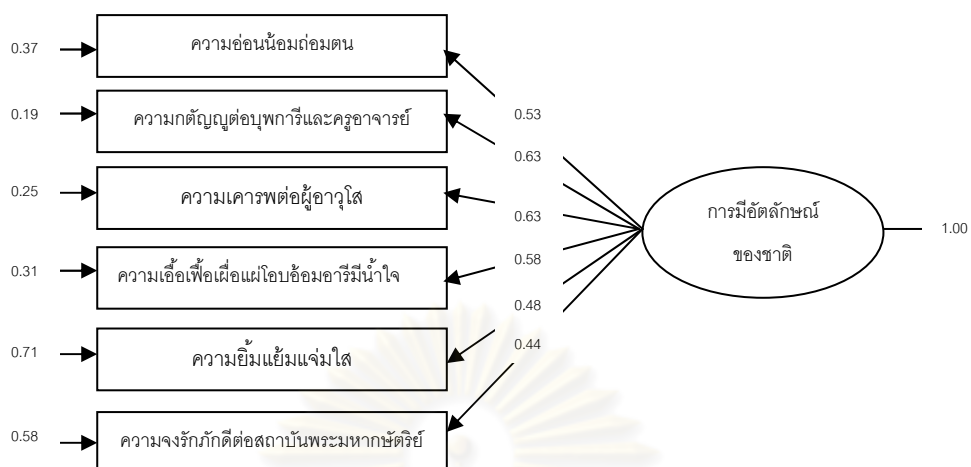 0.37
ความอ่อนน้อมถ่อมตน
0.53
0.19
ความกตัญญูต่อบุพการีและครูอาจารย์
0.63
0.25
ความเคารพต่อผู้อาวุโส
0.63
การมีอัตลักษณ์
ของชาติ
1.00
0.31
ความเอื้อเฟื้อเผื่อแผ่โอบอ้อมอารีมีน้ำใจ
0.58
0.48
0.71
ความยิ้มแย้มแจ่มใส
0.44
0.58
ความจงรักภักดีต่อสถาบันพระมหากษัตริย์